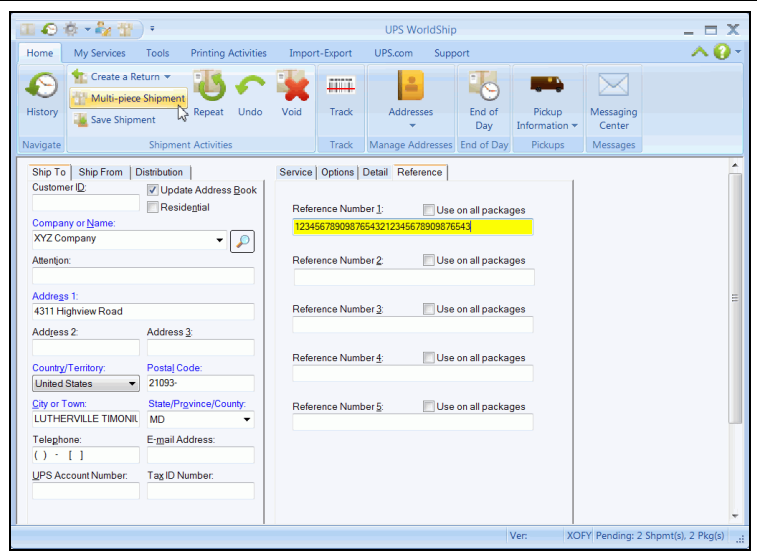 UPS WorldShip
Home My Services Tools Printing Activities Import-Export UPS.com Support
Create a Return
Multi-piece Shipment
Save Shipment
History Repeat Undo Void Track Addresses End of Day Pickup Information Messaging Center
Navigate Shipment Activities Track Manage Addresses End of Day Pickups Messages
Ship To Ship From Distribution Service Options Detail Reference
Customer ID: Update Address Book
Residential
Reference Number 1: Use on all packages
Company or Name: 12345678909876543212345678909876543
XYZ Company
Attention: Reference Number 2: Use on all packages
Address 1:
4311 Highview Road Reference Number 3: Use on all packages
Address 2: Address 3:
Reference Number 4: Use on all packages
Country/Territory: Postal Code:
United States 21093-
City or Town: State/Province/County: Reference Number 5: Use on all packages
LUTHERVILLE TIMONIU MD
Telephone: E-mail Address:
( ) - [ ]
UPS Account Number: Tax ID Number:
Ver: XOFY Pending: 2 Shpmt(s), 2 Pkg(s)